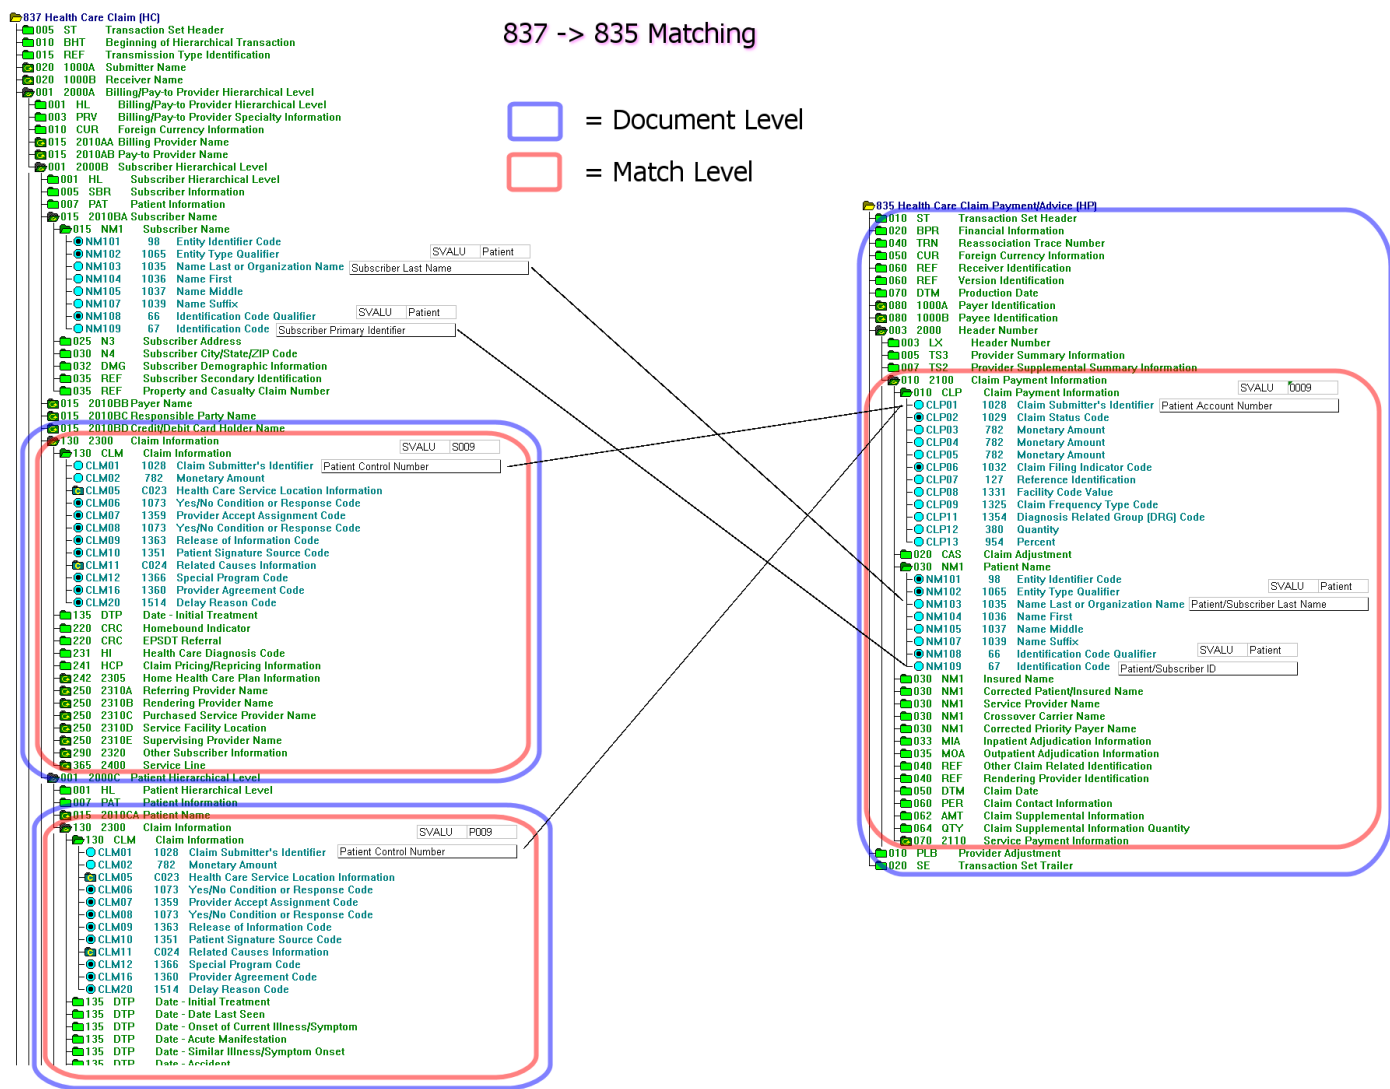 837 Health Care Claim (HC)
005 ST Transaction Set Header
010 BHT Beginning of Hierarchical Transaction
015 REF Transmission Type Identification
020 1000A Submitter Name
020 1000B Receiver Name
001 2000A Billing/Pay-to Provider Hierarchical Level
001 HL Billing/Pay-to Provider Hierarchical Level
003 PRV Billing/Pay-to Provider Specialty Information
010 CUR Foreign Currency Information
015 2010AA Billing Provider Name
015 2010AB Pay-to Provider Name
001 2000B Subscriber Hierarchical Level
001 HL Subscriber Hierarchical Level
005 SBR Subscriber Information
007 PAT Patient Information
015 2010BA Subscriber Name
015 NM1 Subscriber Name
NM101 98 Entity Identifier Code
NM102 1065 Entity Type Qualifier
SVALU Patient
NM103 1035 Name Last or Organization Name Subscriber Last Name
NM104 1036 Name First
NM105 1037 Name Middle
NM107 1039 Name Suffix
NM108 66 Identification Code Qualifier
SVALU Patient
NM109 67 Identification Code Subscriber Primary Identifier
025 N3 Subscriber Address
030 N4 Subscriber City/State/ZIP Code
032 DMG Subscriber Demographic Information
035 REF Subscriber Secondary Identification
035 REF Property and Casualty Claim Number
015 2010BB Payer Name
015 2010BC Responsible Party Name
015 2010BD Credit/Debit Card Holder Name
130 2300 Claim Information
SVALU S009
130 CLM Claim Information
CLM01 1028 Claim Submitter's Identifier Patient Control Number
CLM02 782 Monetary Amount
CLM05 C023 Health Care Service Location Information
CLM06 1073 Yes/No Condition or Response Code
CLM07 1359 Provider Accept Assignment Code
CLM08 1073 Yes/No Condition or Response Code
CLM09 1363 Release of Information Code
CLM10 1351 Patient Signature Source Code
CLM11 C024 Related Causes Information
CLM12 1366 Special Program Code
CLM16 1360 Provider Agreement Code
CLM20 1514 Delay Reason Code
135 DTP Date - Initial Treatment
220 CRC Homebound Indicator
220 CRC EPSDT Referral
231 HI Health Care Diagnosis Code
241 HCP Claim Pricing/Repricing Information
242 2305 Home Health Care Plan Information
250 2310A Referring Provider Name
250 2310B Rendering Provider Name
250 2310C Purchased Service Provider Name
250 2310D Service Facility Location
250 2310E Supervising Provider Name
290 2320 Other Subscriber Information
365 2400 Service Line
001 2000C Patient Hierarchical Level
001 HL Patient Hierarchical Level
007 PAT Patient Information
015 2010CA Patient Name
130 2300 Claim Information
SVALU P009
130 CLM Claim Information
CLM01 1028 Claim Submitter's Identifier Patient Control Number
CLM02 782 Monetary Amount
CLM05 C023 Health Care Service Location Information
CLM06 1073 Yes/No Condition or Response Code
CLM07 1359 Provider Accept Assignment Code
CLM08 1073 Yes/No Condition or Response Code
CLM09 1363 Release of Information Code
CLM10 1351 Patient Signature Source Code
CLM11 C024 Related Causes Information
CLM12 1366 Special Program Code
CLM16 1360 Provider Agreement Code
CLM20 1514 Delay Reason Code
135 DTP Date - Initial Treatment
135 DTP Date - Date Last Seen
135 DTP Date - Onset of Current Illness/Symptom
135 DTP Date - Acute Manifestation
135 DTP Date - Similar Illness/Symptom Onset
135 DTP Date - Accident
837 -> 835 Matching
= Document Level
= Match Level
835 Health Care Claim Payment/Advice (HP)
010 ST Transaction Set Header
020 BPR Financial Information
040 TRN Reassociation Trace Number
050 CUR Foreign Currency Information
060 REF Receiver Identification
060 REF Version Identification
070 DTM Production Date
080 1000A Payer Identification
080 1000B Payee Identification
003 2000 Header Number
003 LX Header Number
005 TS3 Provider Summary Information
007 TS2 Provider Supplemental Summary Information
010 2100 Claim Payment Information
SVALU 0009
010 CLP Claim Payment Information
CLP01 1028 Claim Submitter's Identifier Patient Account Number
CLP02 1029 Claim Status Code
CLP03 782 Monetary Amount
CLP04 782 Monetary Amount
CLP05 782 Monetary Amount
CLP06 1032 Claim Filing Indicator Code
CLP07 127 Reference Identification
CLP08 1331 Facility Code Value
CLP09 1325 Claim Frequency Type Code
CLP11 1354 Diagnosis Related Group (DRG) Code
CLP12 380 Quantity
CLP13 954 Percent
020 CAS Claim Adjustment
030 NM1 Patient Name
NM101 98 Entity Identifier Code
NM102 1065 Entity Type Qualifier
SVALU Patient
NM103 1035 Name Last or Organization Name Patient/Subscriber Last Name
NM104 1036 Name First
NM105 1037 Name Middle
NM107 1039 Name Suffix
NM108 66 Identification Code Qualifier
SVALU Patient
NM109 67 Identification Code Patient/Subscriber ID
030 NM1 Insured Name
030 NM1 Corrected Patient/Insured Name
030 NM1 Service Provider Name
030 NM1 Crossover Carrier Name
030 NM1 Corrected Priority Payer Name
033 MIA Inpatient Adjudication Information
035 MOA Outpatient Adjudication Information
040 REF Other Claim Related Identification
040 REF Rendering Provider Identification
050 DTM Claim Date
060 PER Claim Contact Information
062 AMT Claim Supplemental Information
064 QTY Claim Supplemental Information Quantity
070 2110 Service Payment Information
010 PLB Provider Adjustment
020 SE Transaction Set Trailer